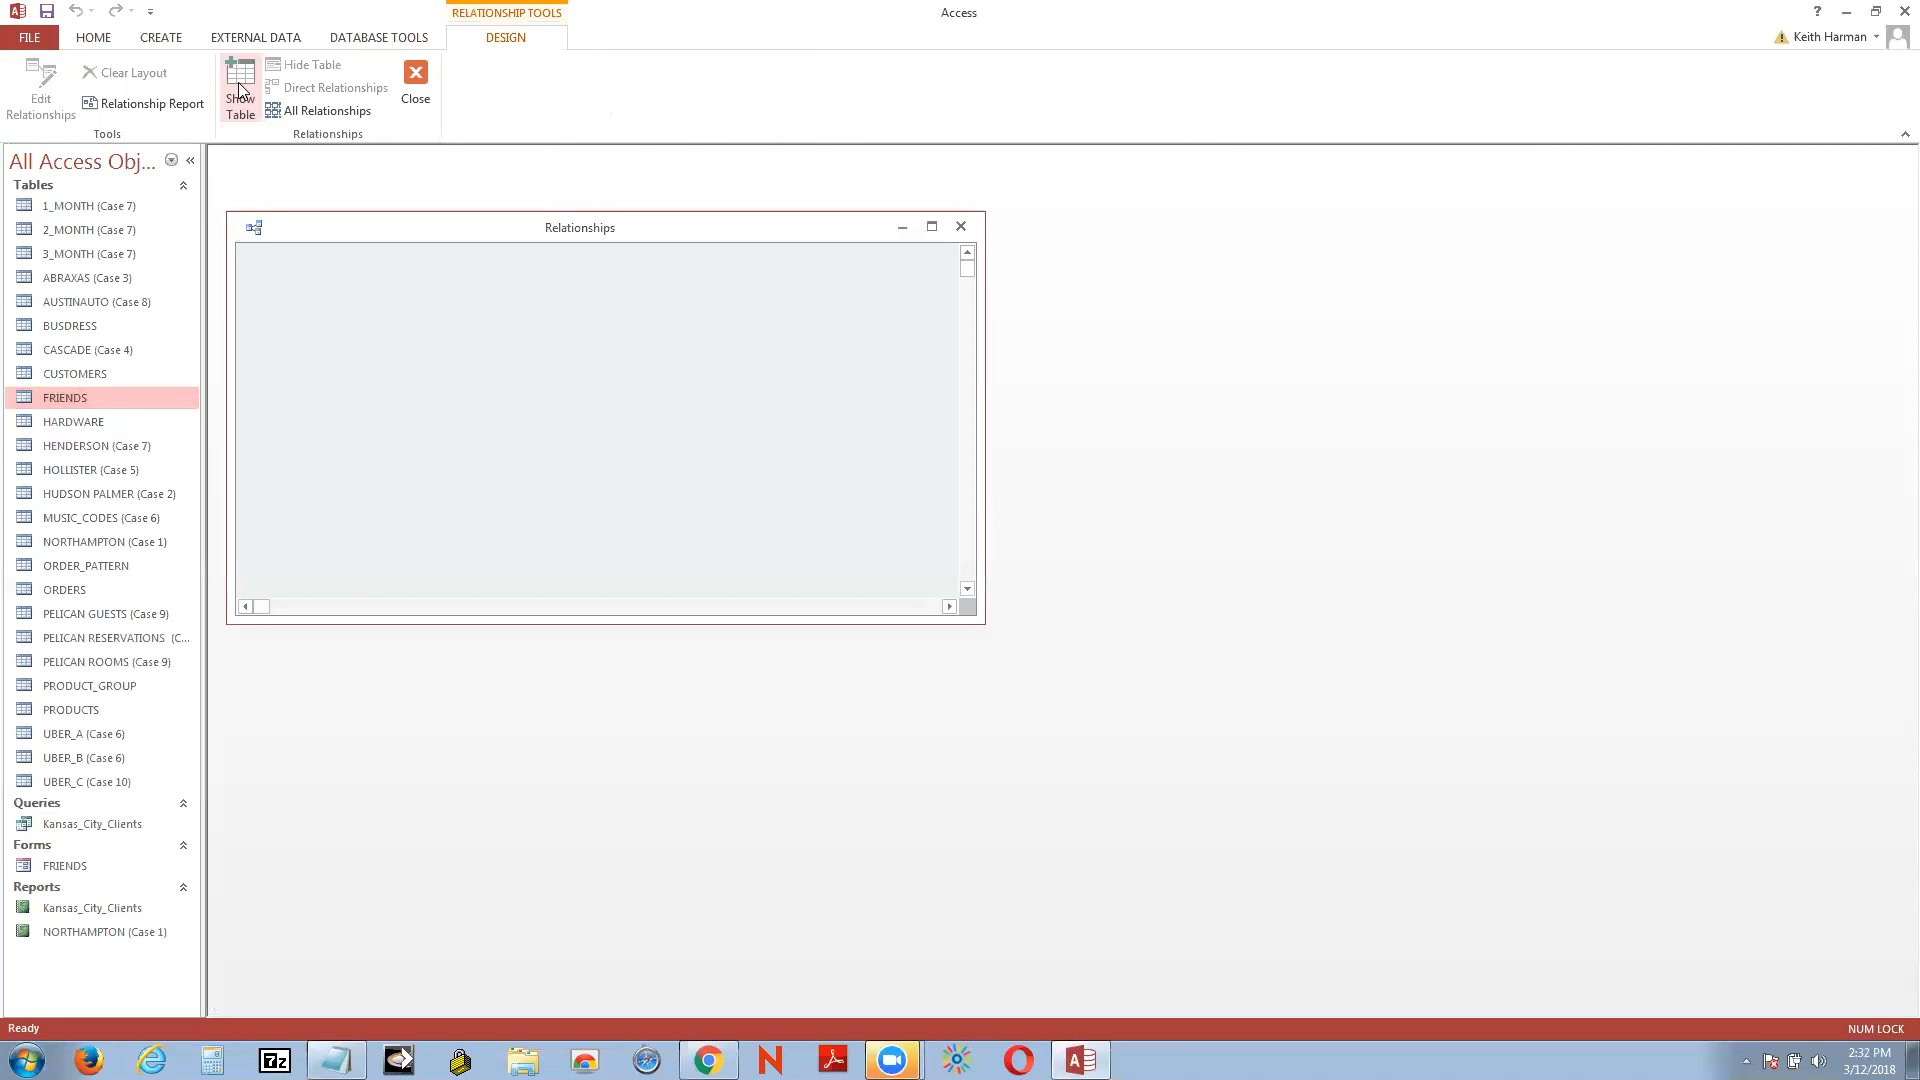 RELATIONSHIP TOOLS
Access
?
FILE
HOME
CREATE
EXTERNAL DATA
DATABASE TOOLS
DESIGN
Keith Harman
Edit
Relationships
Clear Layout
Relationship Report
Tools
Show
Table
Hide Table
Direct Relationships
All Relationships
Close
Relationships
All Access Obj...
Tables
1_MONTH (Case 7)
2_MONTH (Case 7)
3_MONTH (Case 7)
ABRAXAS (Case 3)
AUSTINAUTO (Case 8)
BUSDRESS
CASCADE (Case 4)
CUSTOMERS
FRIENDS
HARDWARE
HENDERSON (Case 7)
HOLLISTER (Case 5)
HUDSON PALMER (Case 2)
MUSIC_CODES (Case 6)
NORTHAMPTON (Case 1)
ORDER_PATTERN
ORDERS
PELICAN GUESTS (Case 9)
PELICAN RESERVATIONS (C...
PELICAN ROOMS (Case 9)
PRODUCT_GROUP
PRODUCTS
UBER_A (Case 6)
UBER_B (Case 6)
UBER_C (Case 10)
Queries
Kansas_City_Clients
Forms
FRIENDS
Reports
Kansas_City_Clients
NORTHAMPTON (Case 1)
Relationships
Ready
NUM LOCK
7z
2:32 PM
3/12/2018